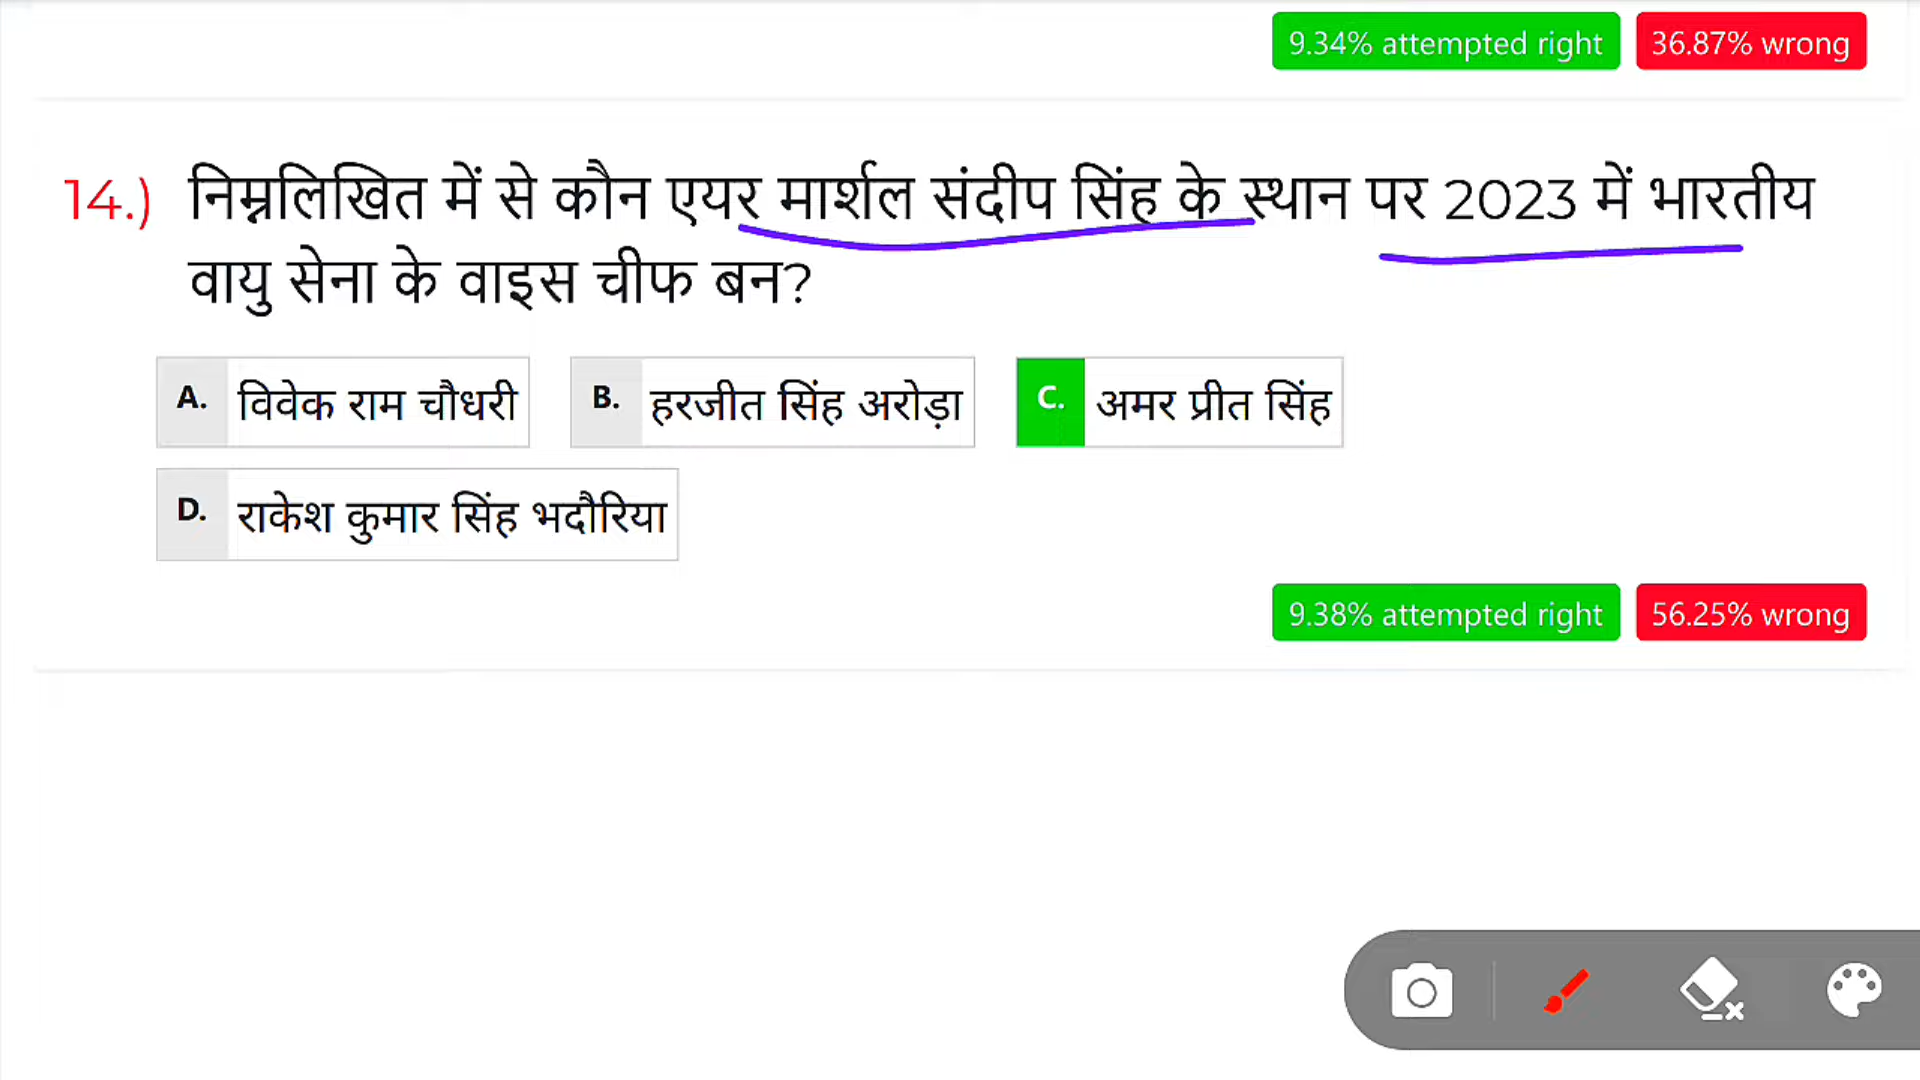 9.34% attempted right 36.87% wrong
14.) निम्नलिखित में से कौन एयर मार्शल संदीप सिंह के स्थान पर 2023 में भारतीय
वायु सेना के वाइस चीफ बन?
A. विवेक राम चौधरी B. हरजीत सिंह अरोड़ा C. अमर प्रीत सिंह
D. राकेश कुमार सिंह भदौरिया
9.38% attempted right 56.25% wrong